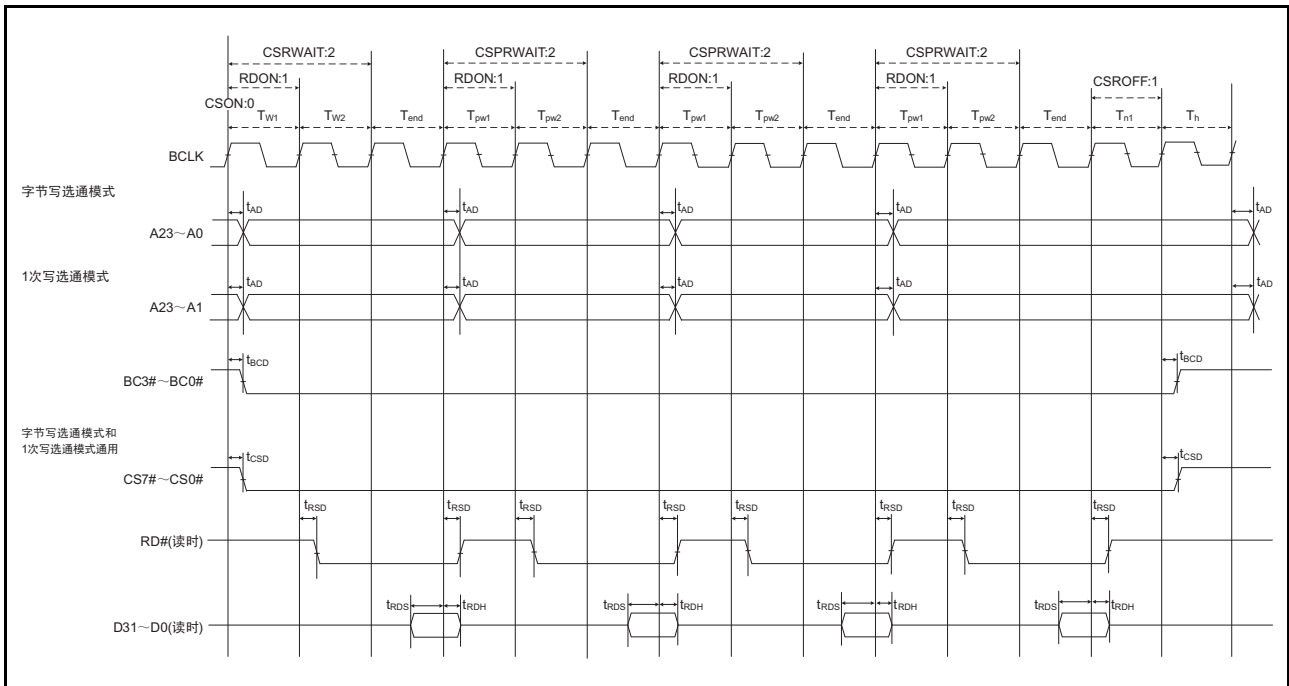 CSRWAIT:2 CSPRWAIT:2 CSPRWAIT:2 CSPRWAIT:2
RDON:1 RDON:1 RDON:1 RDON:1 CSROFF:1
CSON:0
TW1 TW2 Tend Tpw1 Tpw2 Tend Tpw1 Tpw2 Tend Tpw1 Tpw2 Tend Tn1 Th
BCLK
字节写选通模式
tAD tAD tAD tAD tAD
A23～A0
1次写选通模式
tAD tAD tAD tAD tAD
A23～A1
tBCD tBCD
BC3#～BC0#
字节写选通模式和
1次写选通模式通用
tCSD tCSD
CS7#～CS0#
tRSD tRSD tRSD tRSD tRSD tRSD tRSD tRSD
RD#(读时)
tRDS tRDH tRDS tRDH tRDS tRDH tRDS tRDH
D31～D0(读时)